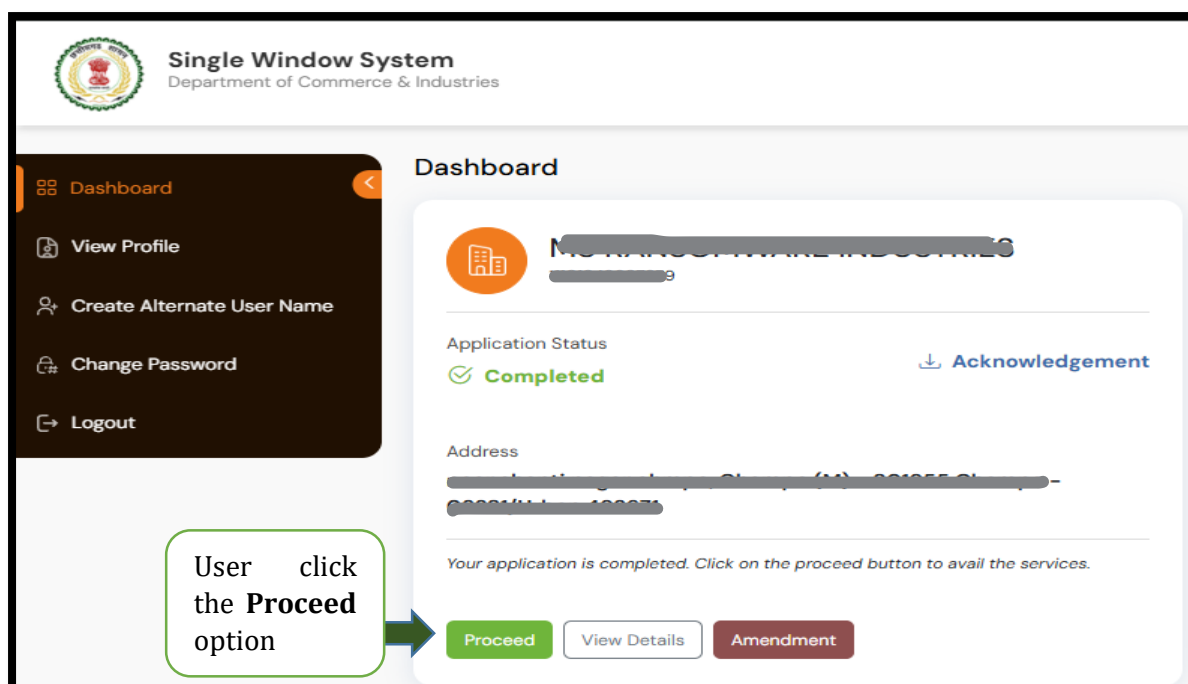 Single Window System
Department of Commerce & Industries
Dashboard
View Profile
Create Alternate User Name
Change Password
Logout
Dashboard
Application Status
Completed
Acknowledgement
Address
Your application is completed. Click on the proceed button to avail the services.
User click
the Proceed
option
Proceed
View Details
Amendment